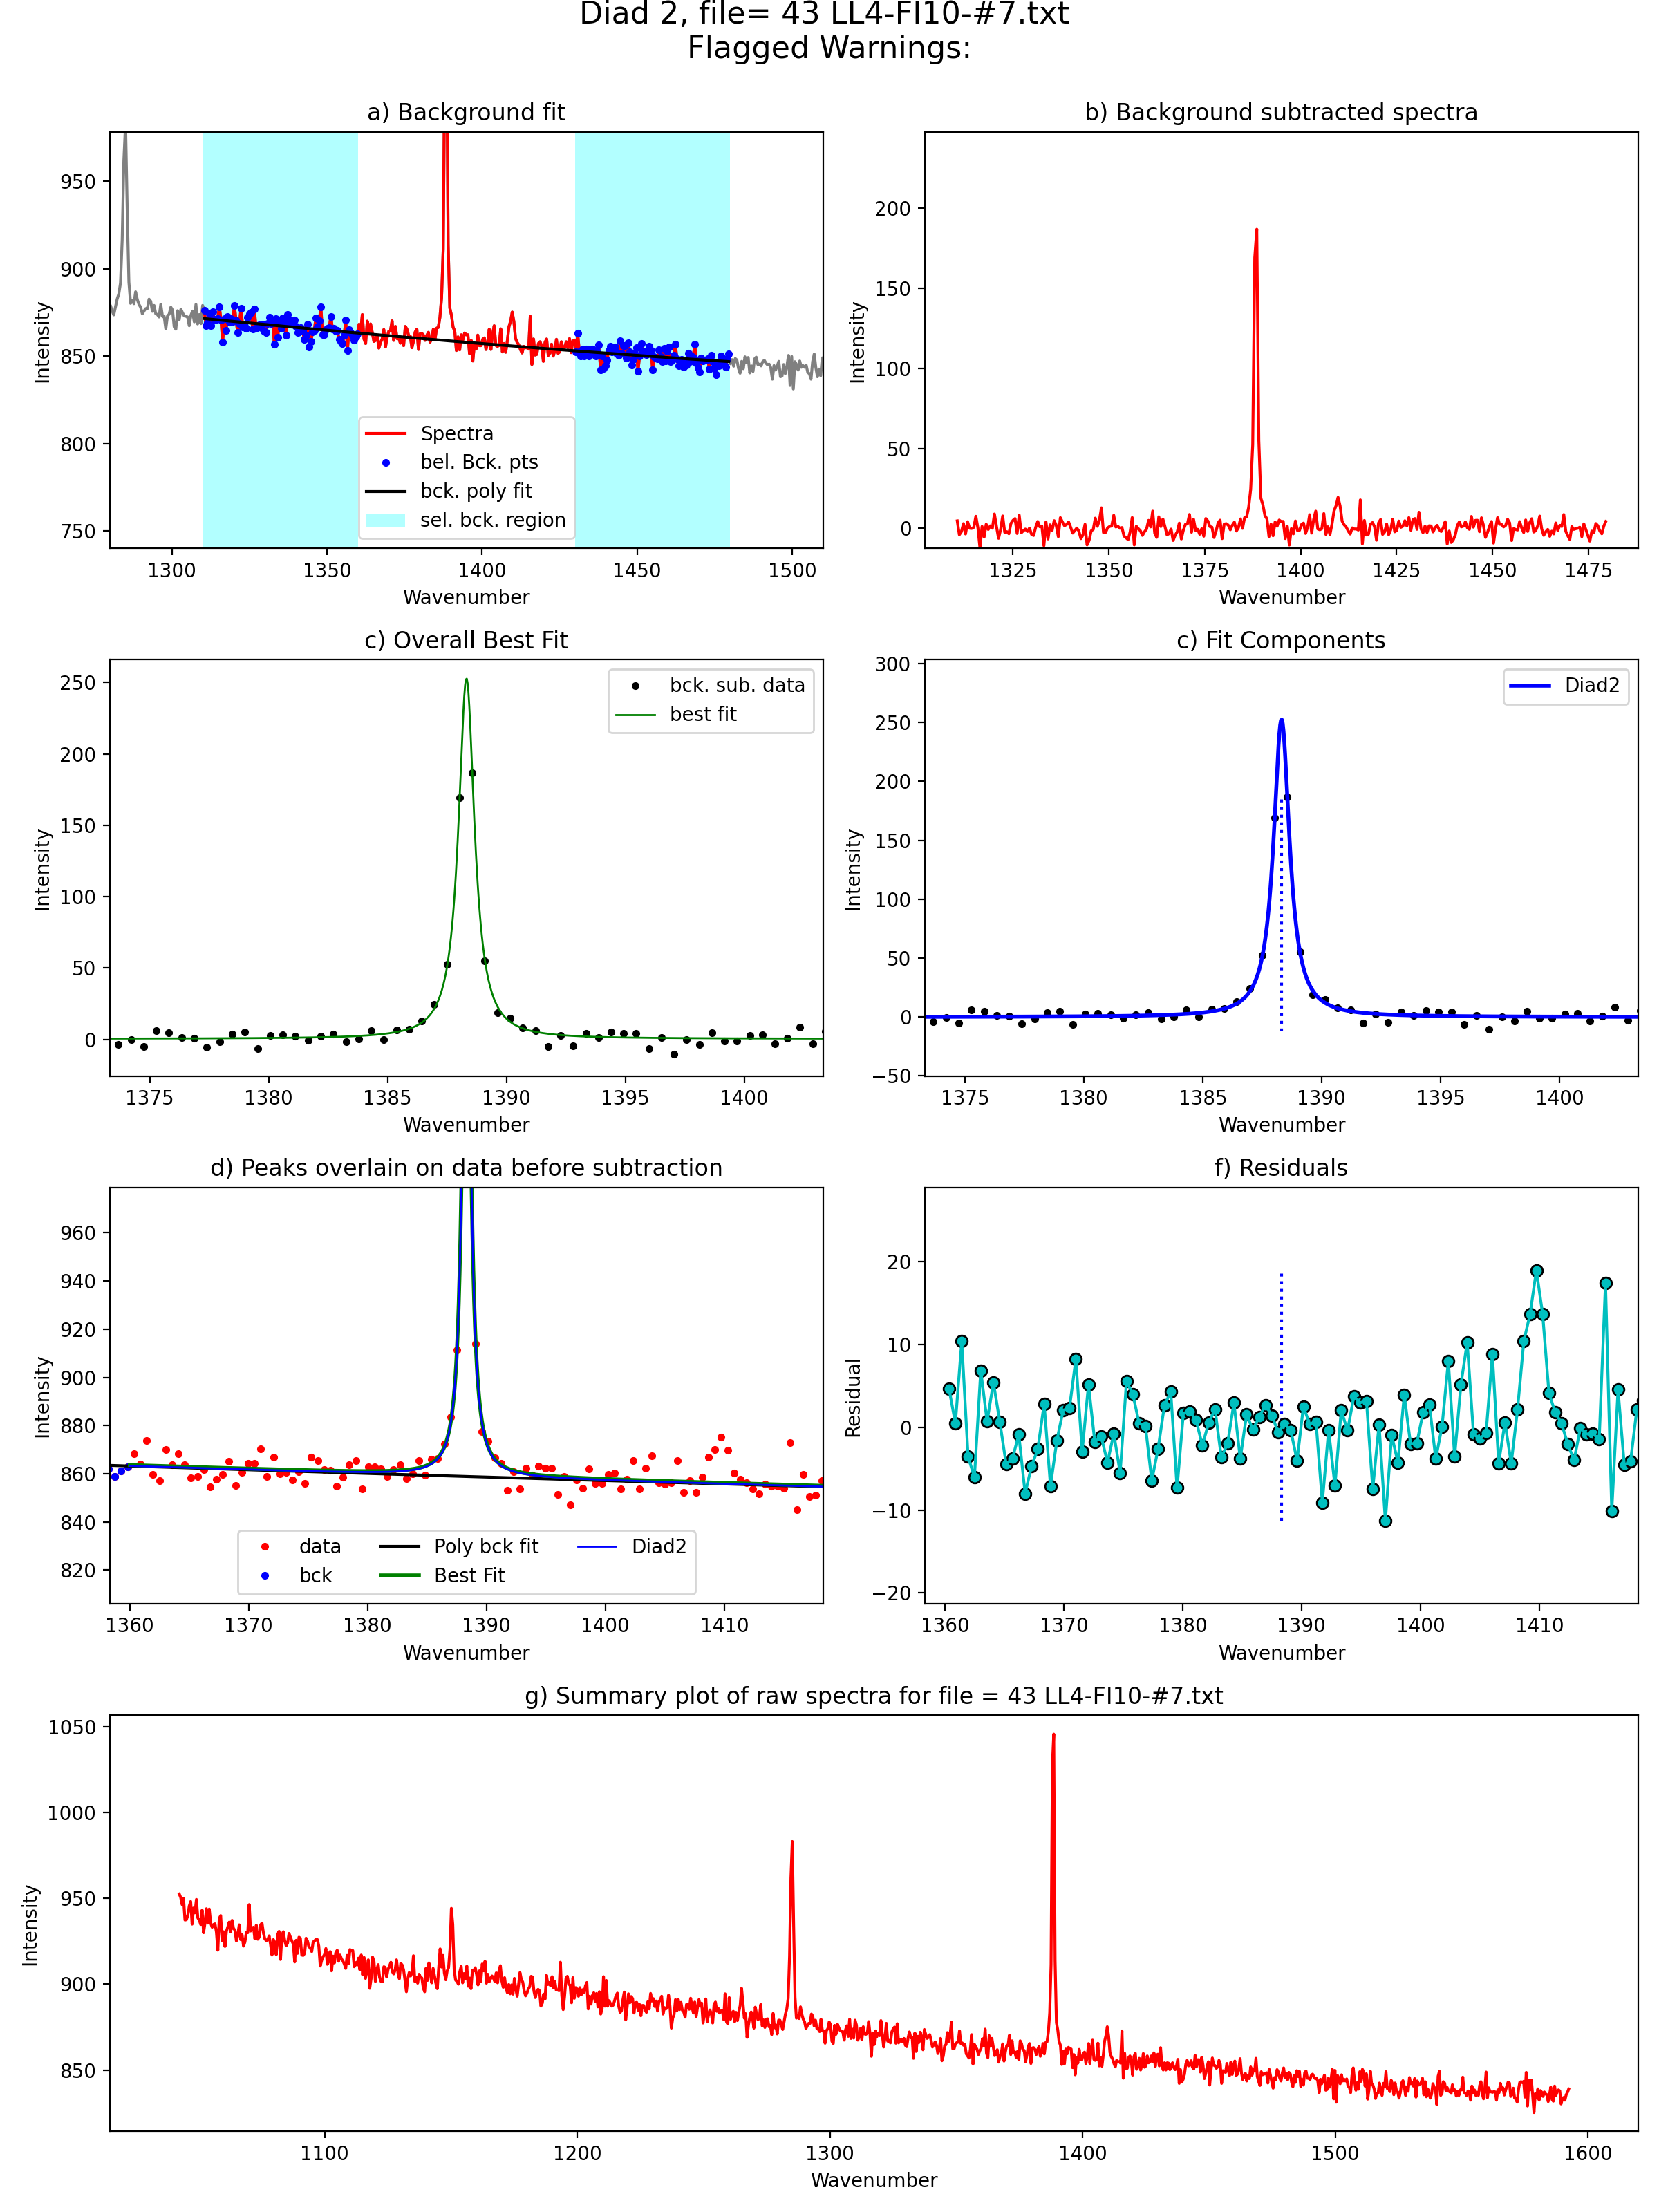 Diad 2, file= 43 LL4-FI10-#7.txt
Flagged Warnings:
a) Background fit
Intensity
950
900
850
800
750
Spectra
bel. Bck. pts
bck. poly fit
sel. bck. region
1300 1350 1400 1450 1500
Wavenumber
b) Background subtracted spectra
Intensity
200
150
100
50
0
1325 1350 1375 1400 1425 1450 1475
Wavenumber
c) Overall Best Fit
Intensity
250
200
150
100
50
0
bck. sub. data
best fit
1375 1380 1385 1390 1395 1400
Wavenumber
c) Fit Components
Intensity
300
250
200
150
100
50
0
−50
Diad2
1375 1380 1385 1390 1395 1400
Wavenumber
d) Peaks overlain on data before subtraction
Intensity
960
940
920
900
880
860
840
820
data Poly bck fit Diad2
bck Best Fit
1360 1370 1380 1390 1400 1410
Wavenumber
f) Residuals
Residual
20
10
0
−10
−20
1360 1370 1380 1390 1400 1410
Wavenumber
g) Summary plot of raw spectra for file = 43 LL4-FI10-#7.txt
Intensity
1050
1000
950
900
850
1100 1200 1300 1400 1500 1600
Wavenumber